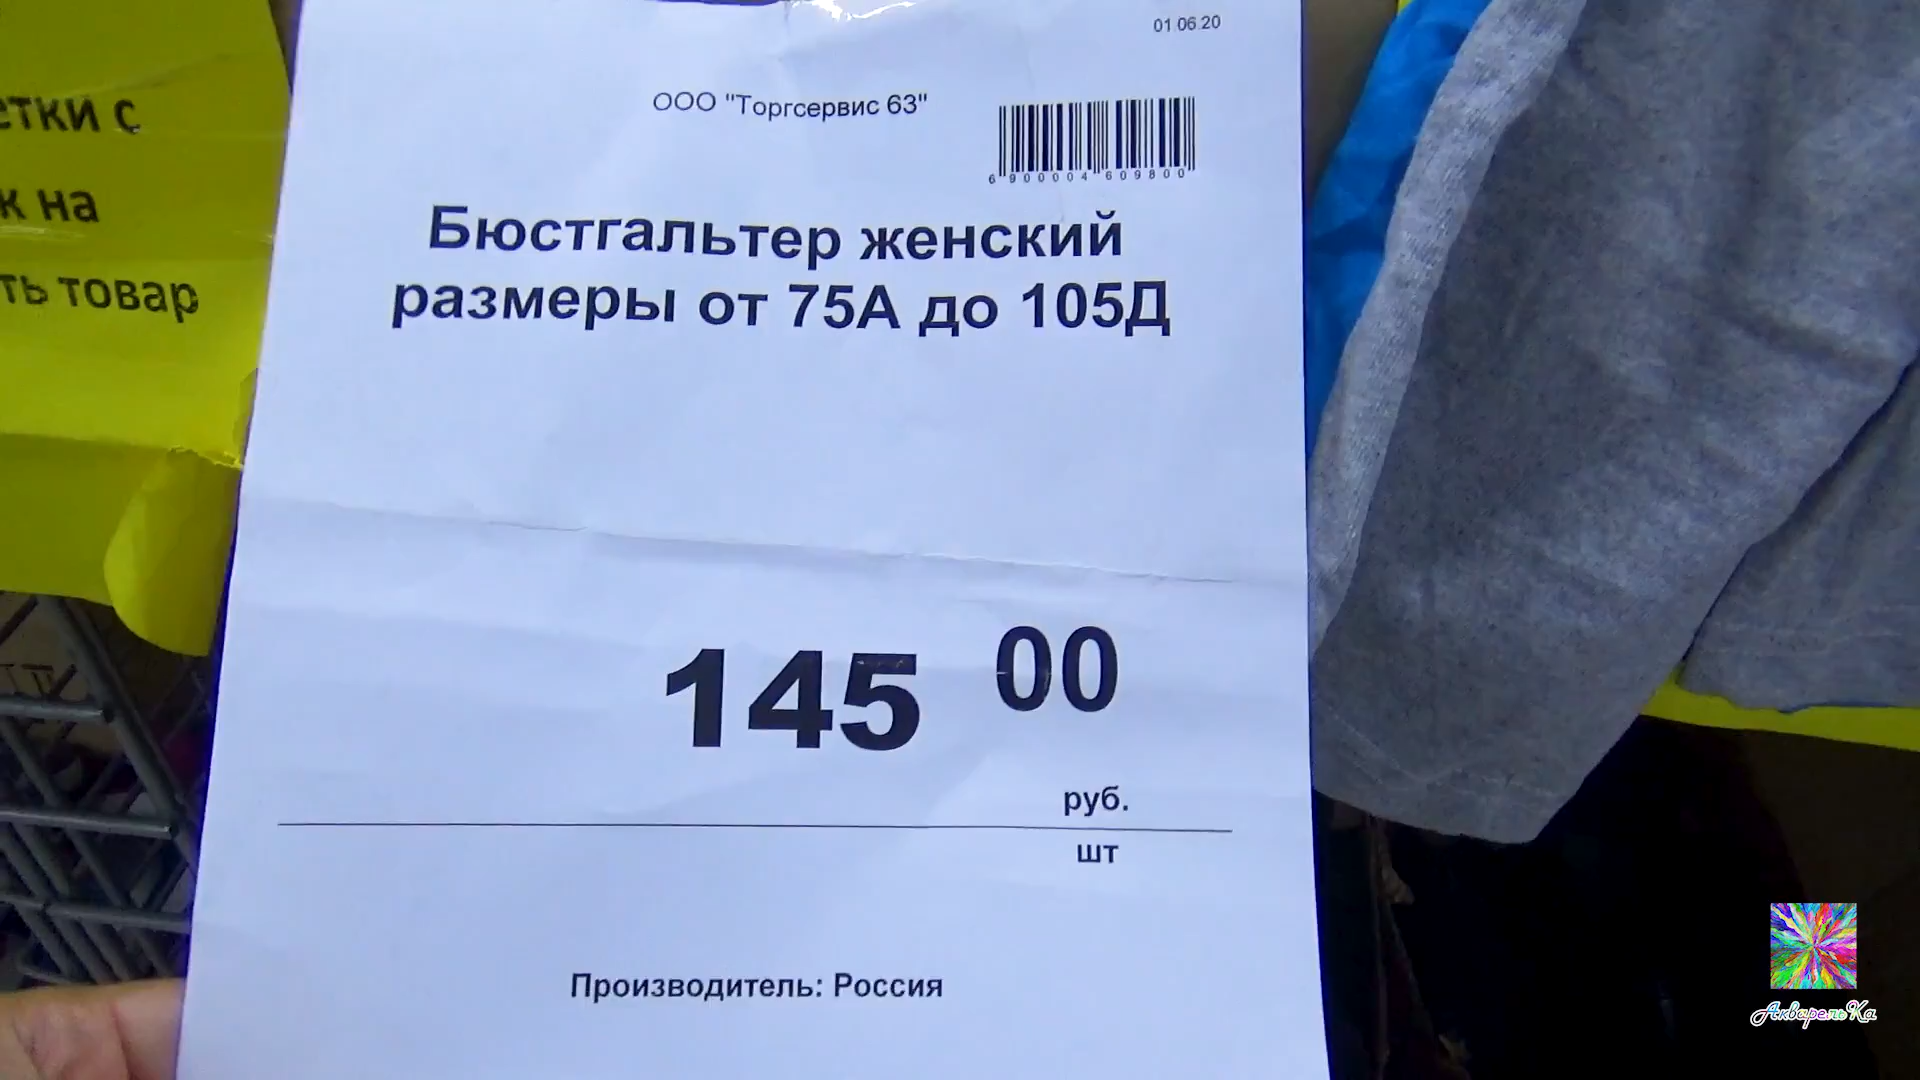 етки с
к на
ть товар
01.06.20
ООО "Торгсервис 63"
6 900004 609800
Бюстгальтер женский
размеры от 75А до 105Д
145 00
руб.
шт
Производитель: Россия
АкварельКа